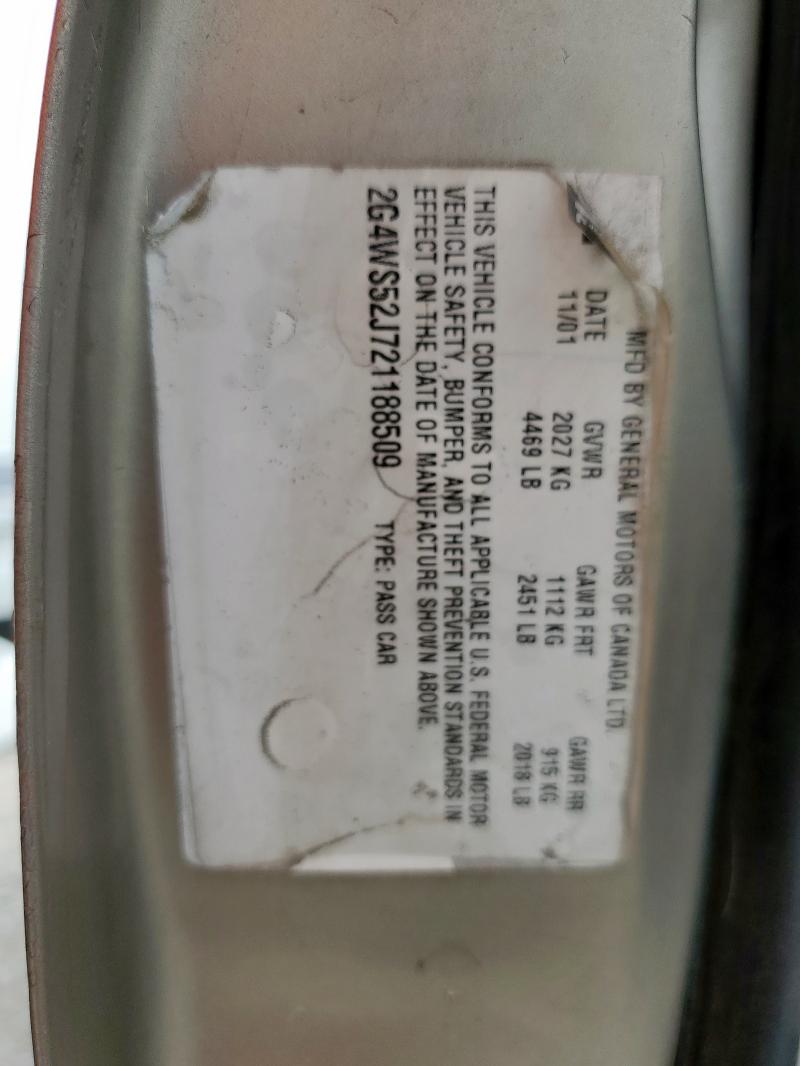 MFD BY GENERAL MOTORS OF CANADA LTD.
DATE GVWR GAWR FRT GAWR RR
11/01 2027 KG 1112 KG 915 KG
4469 LB 2451 LB 2018 LB
THIS VEHICLE CONFORMS TO ALL APPLICABLE U.S. FEDERAL MOTOR
VEHICLE SAFETY, BUMPER, AND THEFT PREVENTION STANDARDS IN
EFFECT ON THE DATE OF MANUFACTURE SHOWN ABOVE.
2G4WS52J721188509 TYPE: PASS CAR